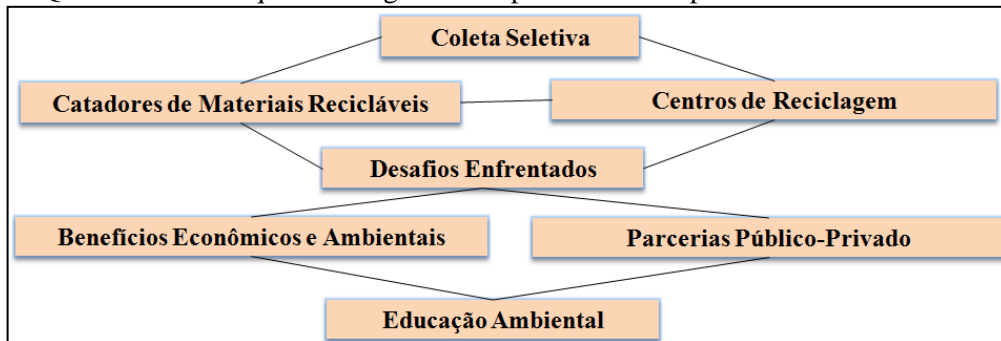 Coleta Seletiva
Catadores de Materiais Recicláveis
Centros de Reciclagem
Desafios Enfrentados
Benefícios Econômicos e Ambientais
Parcerias Público-Privado
Educação Ambiental